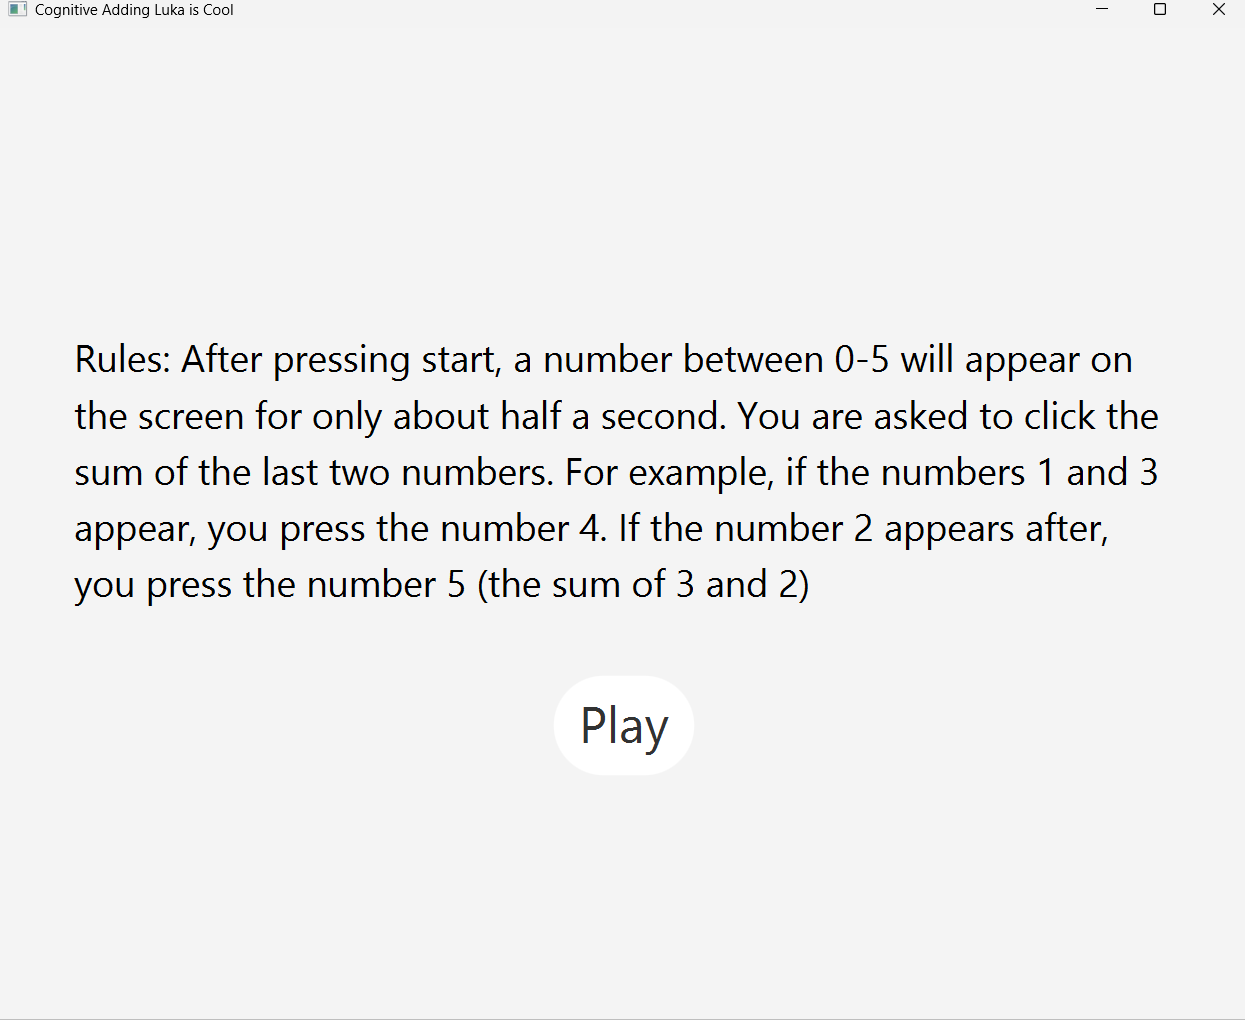 Cognitive Adding Luka is Cool
Rules: After pressing start, a number between 0-5 will appear on
the screen for only about half a second. You are asked to click the
sum of the last two numbers. For example, if the numbers 1 and 3
appear, you press the number 4. If the number 2 appears after,
you press the number 5 (the sum of 3 and 2)
Play